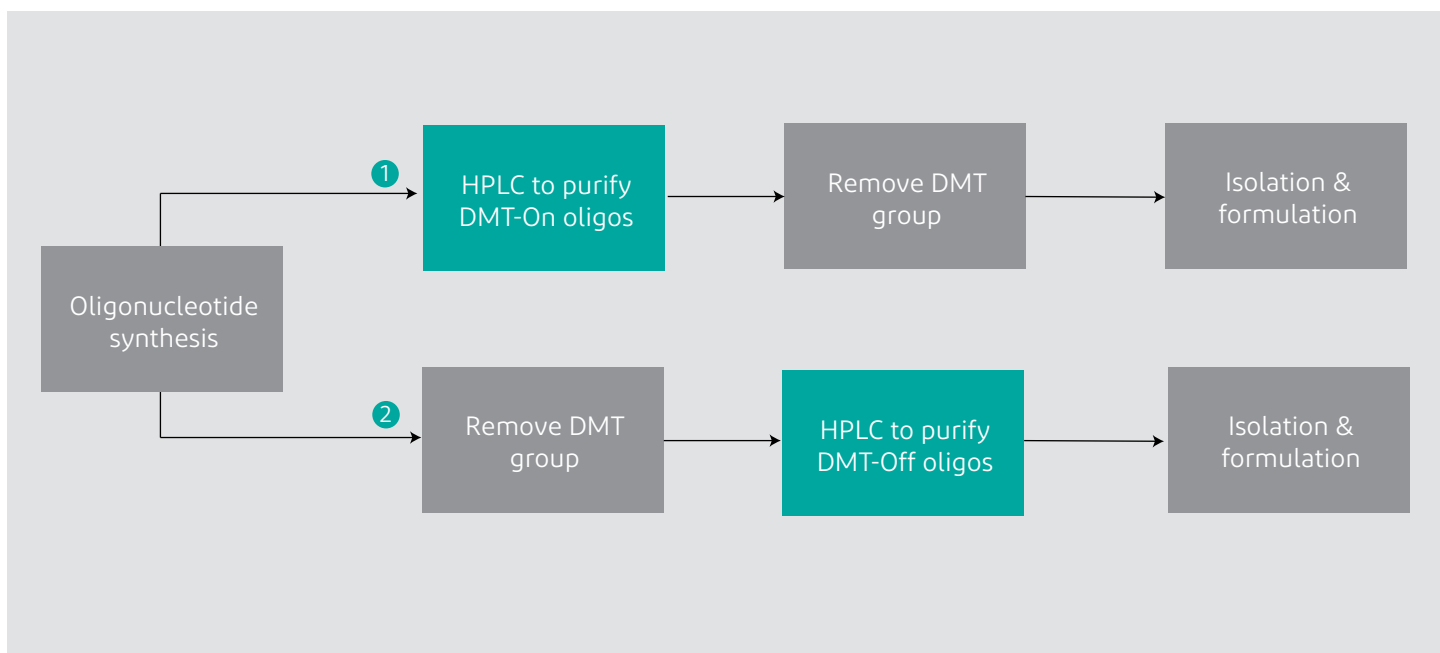 1
HPLC to purify
DMT-On oligos
Remove DMT
group
Isolation &
formulation
Oligonucleotide
synthesis
2
Remove DMT
group
HPLC to purify
DMT-Off oligos
Isolation &
formulation